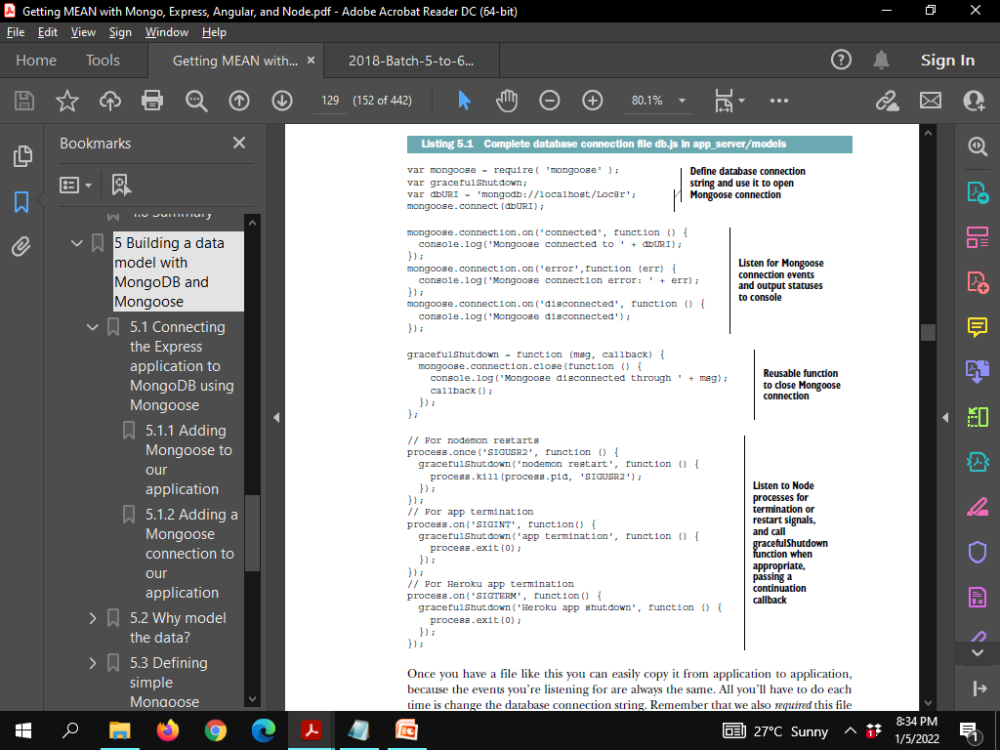 Getting MEAN with Mongo, Express, Angular, and Node.pdf - Adobe Acrobat Reader DC (64-bit)
File Edit View Sign Window Help
Home Tools Getting MEAN with... × 2018-Batch-5-to-6... Sign In
129 (152 of 442) 80.1%
Bookmarks
1.6 Summary
5 Building a data
model with
MongoDB and
Mongoose
5.1 Connecting
the Express
application to
MongoDB using
Mongoose
5.1.1 Adding
Mongoose to
our
application
5.1.2 Adding a
Mongoose
connection to
our
application
5.2 Why model
the data?
5.3 Defining
simple
Mongoose
Listing 5.1 Complete database connection file db.js in app_server/models
var mongoose = require( 'mongoose' );
var gracefulShutdown;
var dbURI = 'mongodb://localhost/Loc8r';
mongoose.connect(dbURI);
Define database connection
string and use it to open
Mongoose connection
mongoose.connection.on('connected', function () {
console.log('Mongoose connected to ' + dbURI);
});
mongoose.connection.on('error',function (err) {
console.log('Mongoose connection error: ' + err);
});
mongoose.connection.on('disconnected', function () {
console.log('Mongoose disconnected');
});
Listen for Mongoose
connection events
and output statuses
to console
gracefulShutdown = function (msg, callback) {
mongoose.connection.close(function () {
console.log('Mongoose disconnected through ' + msg);
callback();
});
};
Reusable function
to close Mongoose
connection
// For nodemon restarts
process.once('SIGUSR2', function () {
gracefulShutdown('nodemon restart', function () {
process.kill(process.pid, 'SIGUSR2');
});
});
// For app termination
process.on('SIGINT', function() {
gracefulShutdown('app termination', function () {
process.exit(0);
});
});
// For Heroku app termination
process.on('SIGTERM', function() {
gracefulShutdown('Heroku app shutdown', function () {
process.exit(0);
});
});
Listen to Node
processes for
termination or
restart signals,
and call
gracefulShutdown
function when
appropriate,
passing a
continuation
callback
Once you have a file like this you can easily copy it from application to application,
because the events you're listening for are always the same. All you'll have to do each
time is change the database connection string. Remember that we also required this file
27°C Sunny
8:34 PM
1/5/2022
1